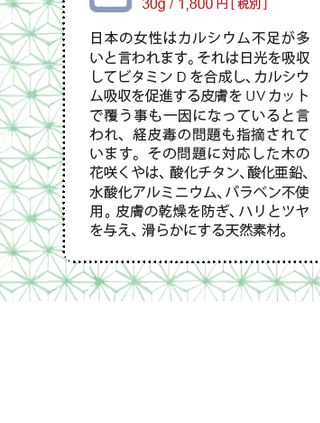 30g / 1,800 円 [ 税別 ]
日本の女性はカルシウム不足が多
いと言われます。それは日光を吸収
してビタミン D を合成し、カルシウ
ム吸収を促進する皮膚を UV カット
で覆う事も一因になっていると言
われ、経皮毒の問題も指摘されて
います。その問題に対応した木の
花咲くやは、酸化チタン、酸化亜鉛、
水酸化アルミニウム、パラベン不使
用。皮膚の乾燥を防ぎ、ハリとツヤ
を与え、滑らかにする天然素材。